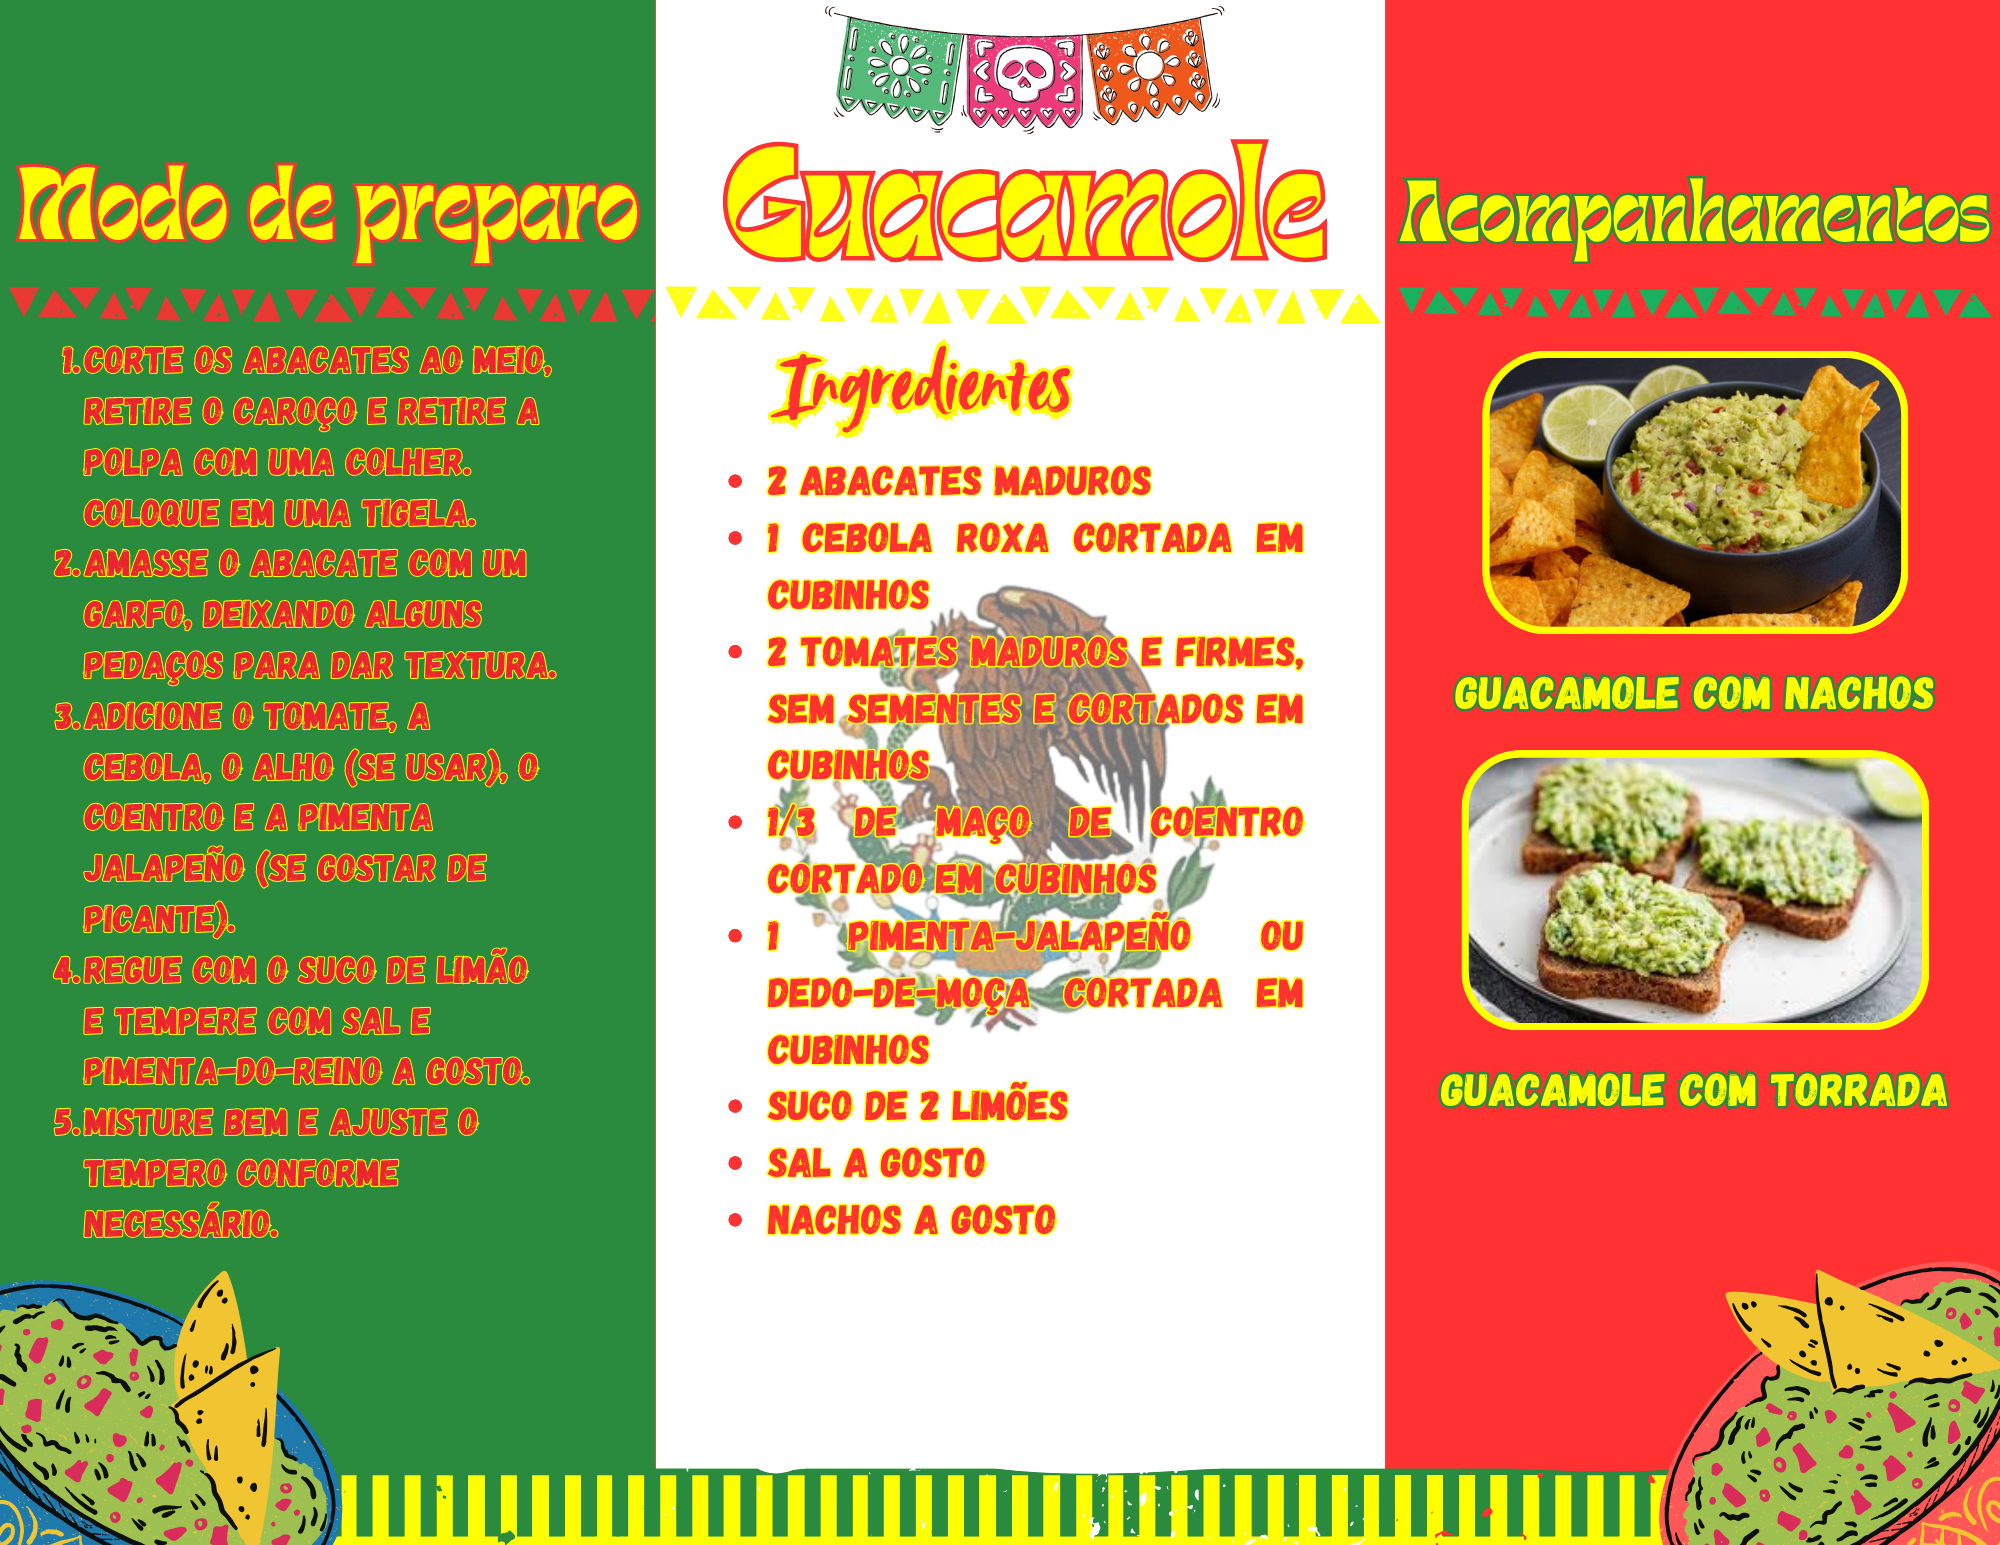 Modo de preparo
1. CORTE OS ABACATES AO MEIO,
RETIRE O CAROÇO E RETIRE A
POLPA COM UMA COLHER.
COLOQUE EM UMA TIGELA.
2. AMASSE O ABACATE COM UM
GARFO, DEIXANDO ALGUNS
PEDAÇOS PARA DAR TEXTURA.
3. ADICIONE O TOMATE, A
CEBOLA, O ALHO (SE USAR), O
COENTRO E A PIMENTA
JALAPEÑO (SE GOSTAR DE
PICANTE).
4. REGUE COM O SUCO DE LIMÃO
E TEMPERE COM SAL E
PIMENTA-DO-REINO A GOSTO.
5. MISTURE BEM E AJUSTE O
TEMPERO CONFORME
NECESSÁRIO.
Guacamole
Ingredientes
• 2 ABACATES MADUROS
• 1 CEBOLA ROXA CORTADA EM
CUBINHOS
• 2 TOMATES MADUROS E FIRMES,
SEM SEMENTES E CORTADOS EM
CUBINHOS
• 1/3 DE MAÇO DE COENTRO
CORTADO EM CUBINHOS
• 1 PIMENTA-JALAPEÑO OU
DEDO-DE-MOÇA CORTADA EM
CUBINHOS
• SUCO DE 2 LIMÕES
• SAL A GOSTO
• NACHOS A GOSTO
Acompanhamentos
GUACAMOLE COM NACHOS
GUACAMOLE COM TORRADA